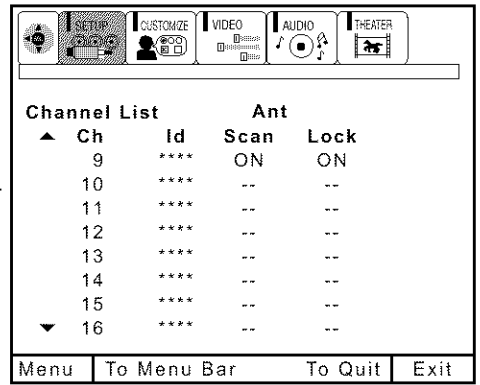 SETUP CUSTOMIZE VIDEO AUDIO THEATER
Channel List Ant
Ch Id Scan Lock
9 **** ON ON
10 **** -- --
11 **** -- --
12 **** -- --
13 **** -- --
14 **** -- --
15 **** -- --
16 **** -- --
Menu To Menu Bar To Quit Exit